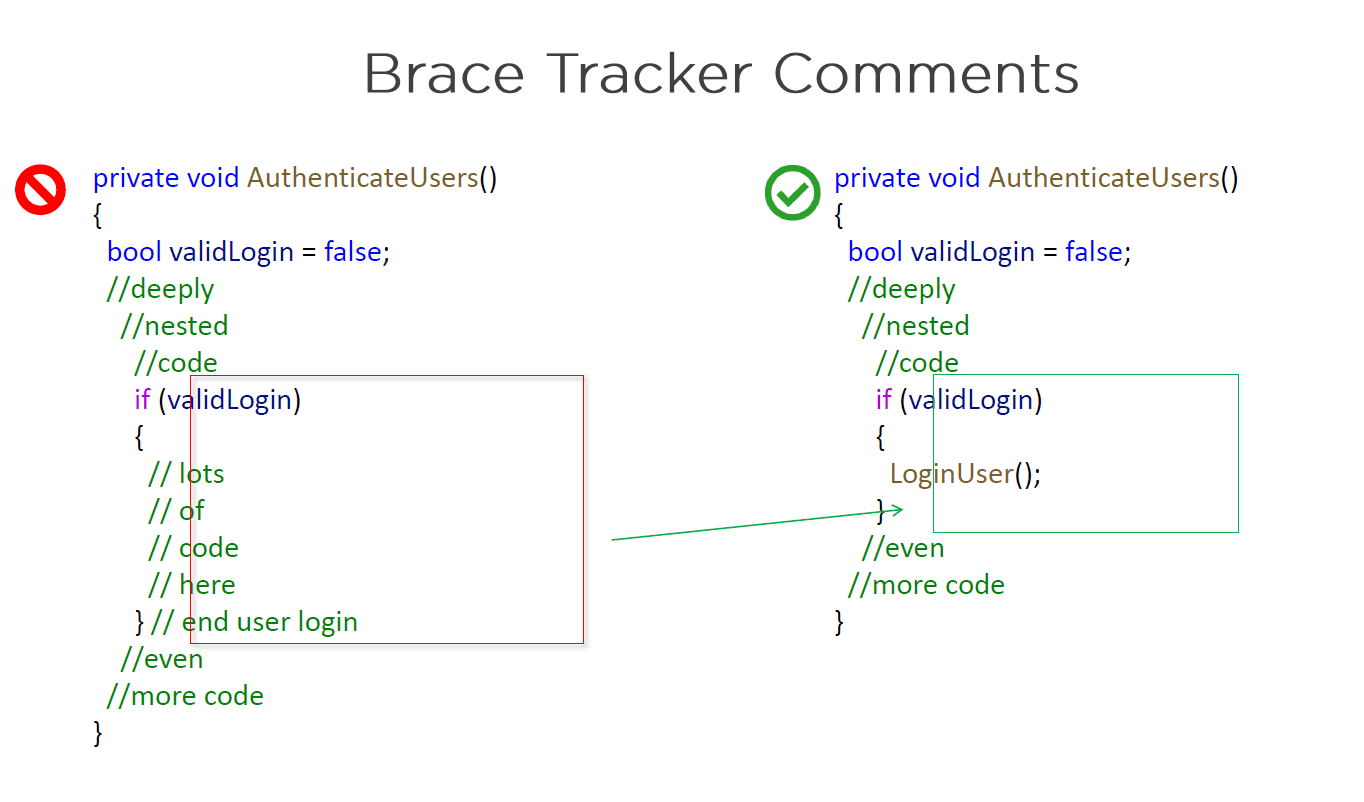 Brace Tracker Comments
private void AuthenticateUsers()
{
bool validLogin = false;
//deeply
//nested
//code
if (validLogin)
{
// lots
// of
// code
// here
} // end user login
//even
//more code
}
private void AuthenticateUsers()
{
bool validLogin = false;
//deeply
//nested
//code
if (validLogin)
{
LoginUser();
}
//even
//more code
}